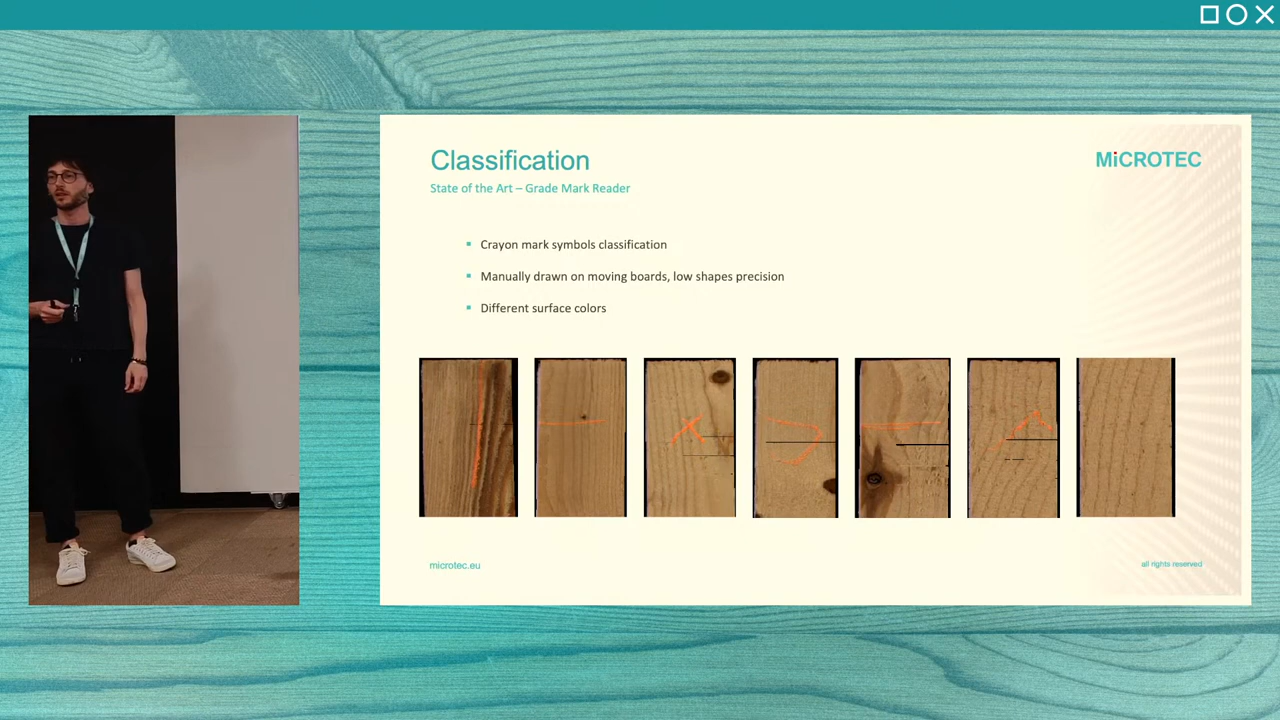 Classification
MiCROTEC
State of the Art – Grade Mark Reader
Crayon mark symbols classification
Manually drawn on moving boards, low shapes precision
Different surface colors
microtec.eu
all rights reserved